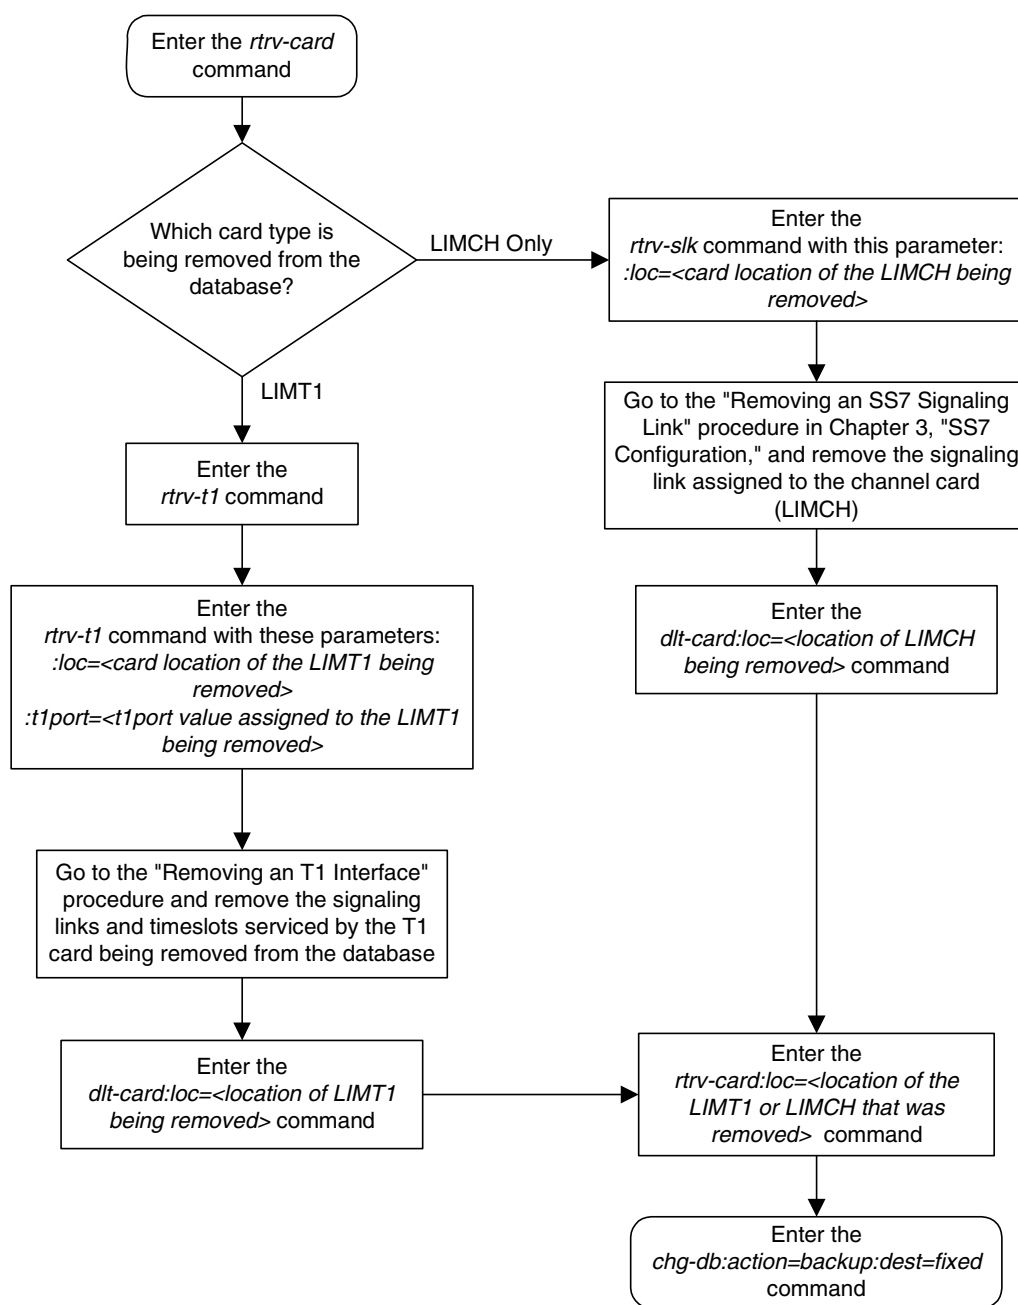 Enter the rtrv-card
command
Which card type is
being removed from the
database?
LIMCH Only
Enter the
rtrv-slk command with this parameter:
:loc=<card location of the LIMCH being
removed>
LIMT1
Go to the "Removing an SS7 Signaling
Link" procedure in Chapter 3, "SS7
Configuration," and remove the signaling
link assigned to the channel card
(LIMCH)
Enter the
rtrv-t1 command
Enter the
rtrv-t1 command with these parameters:
:loc=<card location of the LIMT1 being
removed>
:t1port=<t1port value assigned to the LIMT1
being removed>
Enter the
dlt-card:loc=<location of LIMCH
being removed> command
Go to the "Removing an T1 Interface"
procedure and remove the signaling
links and timeslots serviced by the T1
card being removed from the database
Enter the
dlt-card:loc=<location of LIMT1
being removed> command
Enter the
rtrv-card:loc=<location of the
LIMT1 or LIMCH that was
removed> command
Enter the
chg-db:action=backup:dest=fixed
command